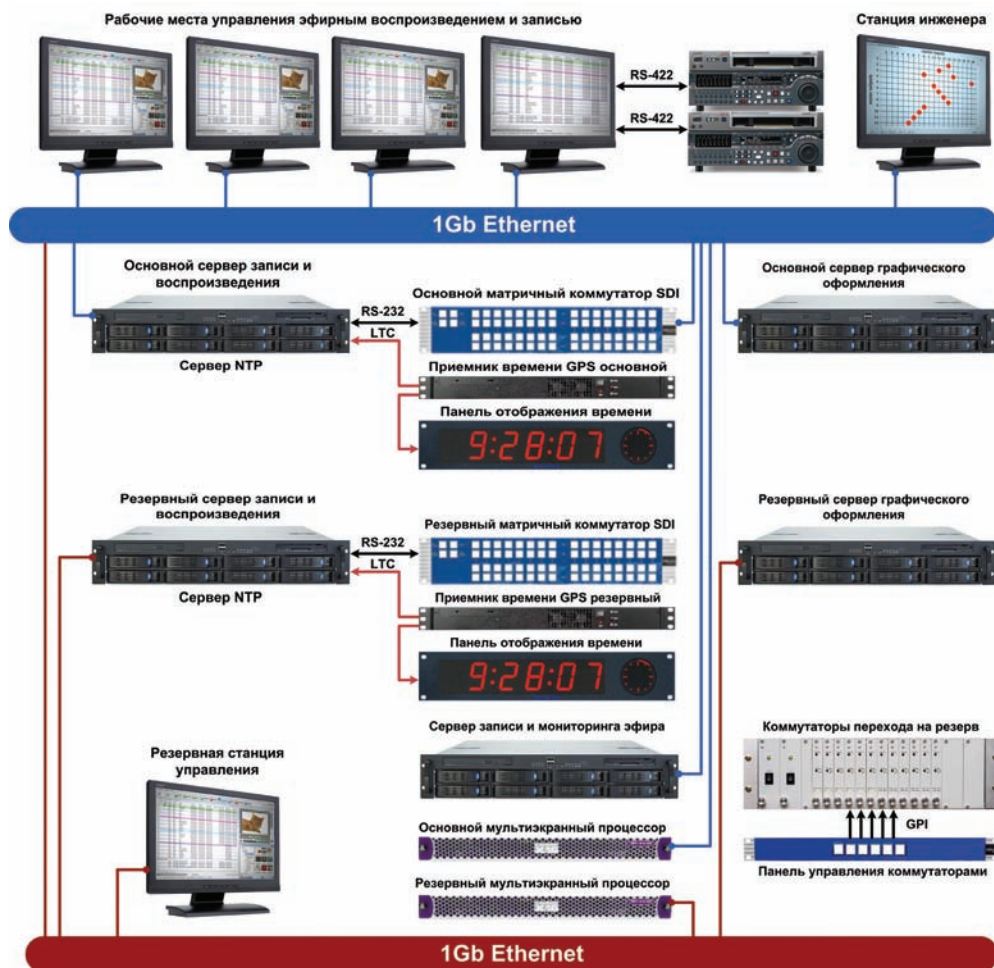 Рабочие места управления эфирным воспроизведением и записью
Станция инженера
RS-422
RS-422
1Gb Ethernet
Основной сервер записи и
воспроизведения
RS-232
LTC
Сервер NTP
Основной матричный коммутатор SDI
Приемник времени GPS основной
Панель отображения времени
9:28:07
Основной сервер графического
оформления
Резервный сервер записи и
воспроизведения
RS-232
LTC
Сервер NTP
Резервный матричный коммутатор SDI
Приемник времени GPS резервный
Панель отображения времени
9:28:07
Резервный сервер графического
оформления
Сервер записи и мониторинга эфира
Коммутаторы перехода на резерв
GPI
Панель управления коммутаторами
Резервная станция
управления
Основной мультиэкранный процессор
Резервный мультиэкранный процессор
1Gb Ethernet